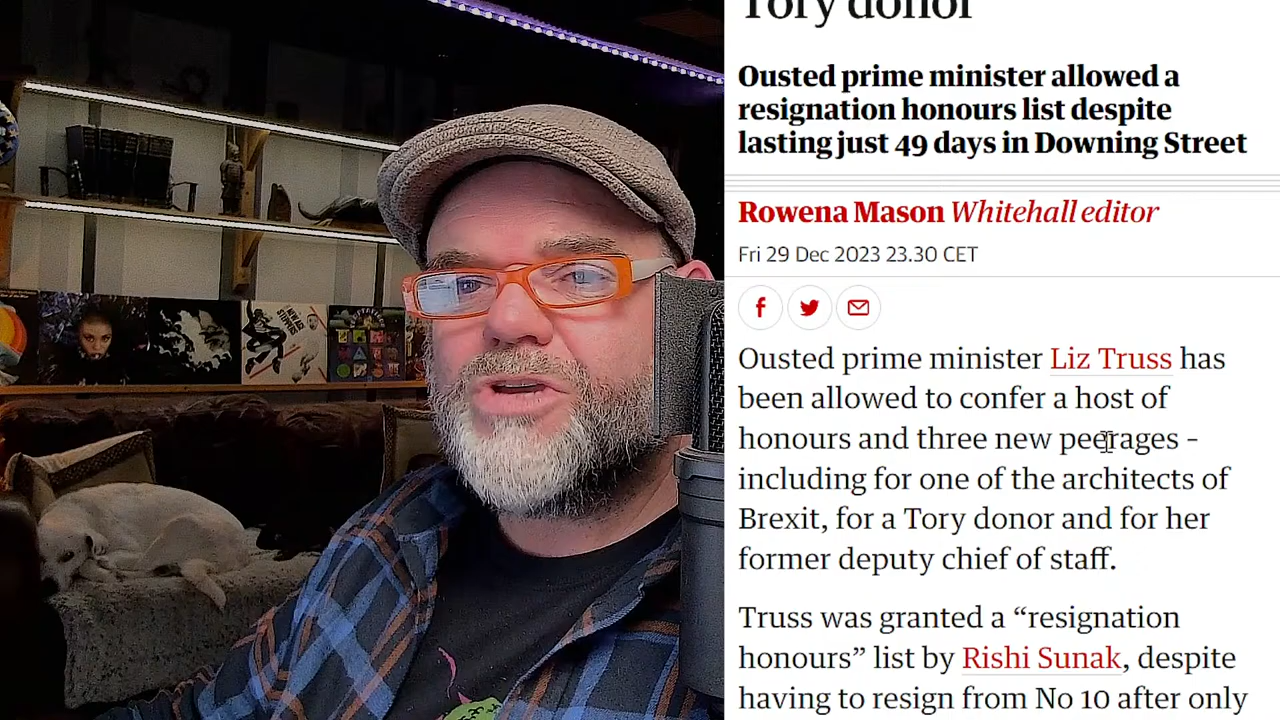 Tory donor
Ousted prime minister allowed a
resignation honours list despite
lasting just 49 days in Downing Street
Rowena Mason Whitehall editor
Fri 29 Dec 2023 23.30 CET
Ousted prime minister Liz Truss has
been allowed to confer a host of
honours and three new peerages –
including for one of the architects of
Brexit, for a Tory donor and for her
former deputy chief of staff.
Truss was granted a “resignation
honours” list by Rishi Sunak, despite
having to resign from No 10 after only